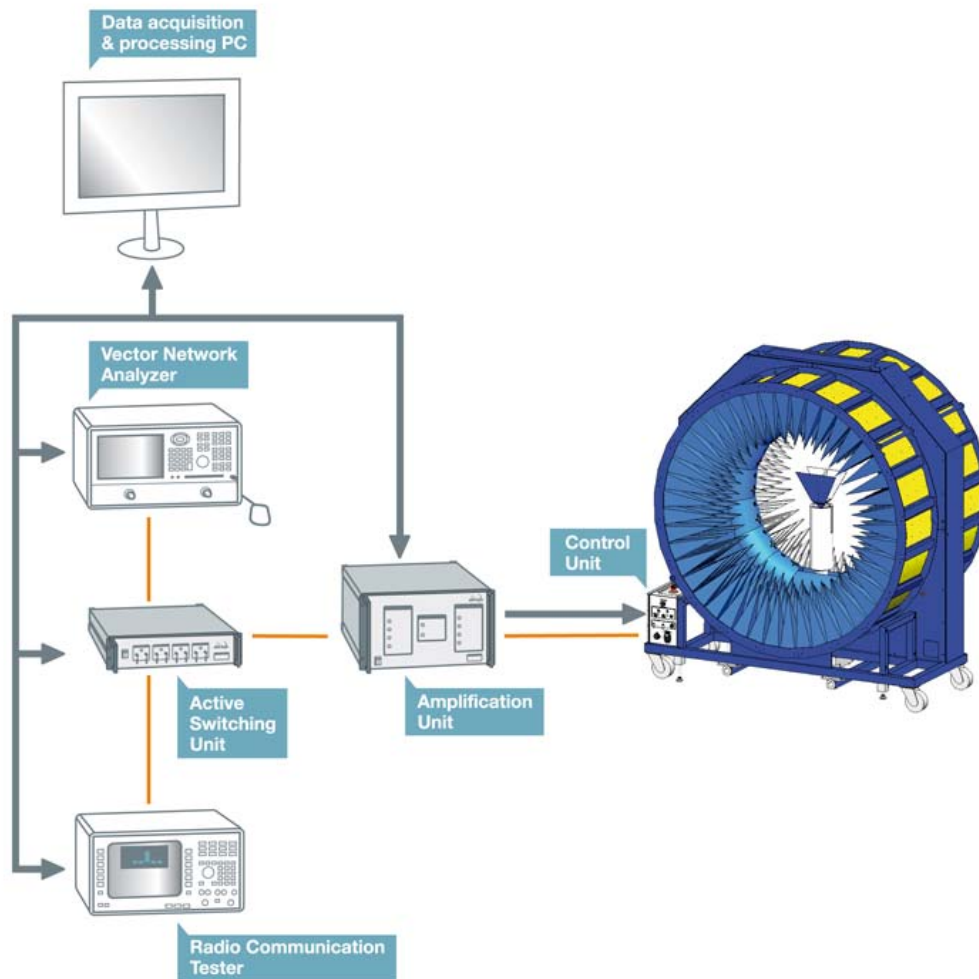 Data acquisition
& processing PC
Vector Network
Analyzer
Control
Unit
Active
Switching
Unit
Amplification
Unit
Radio Communication
Tester